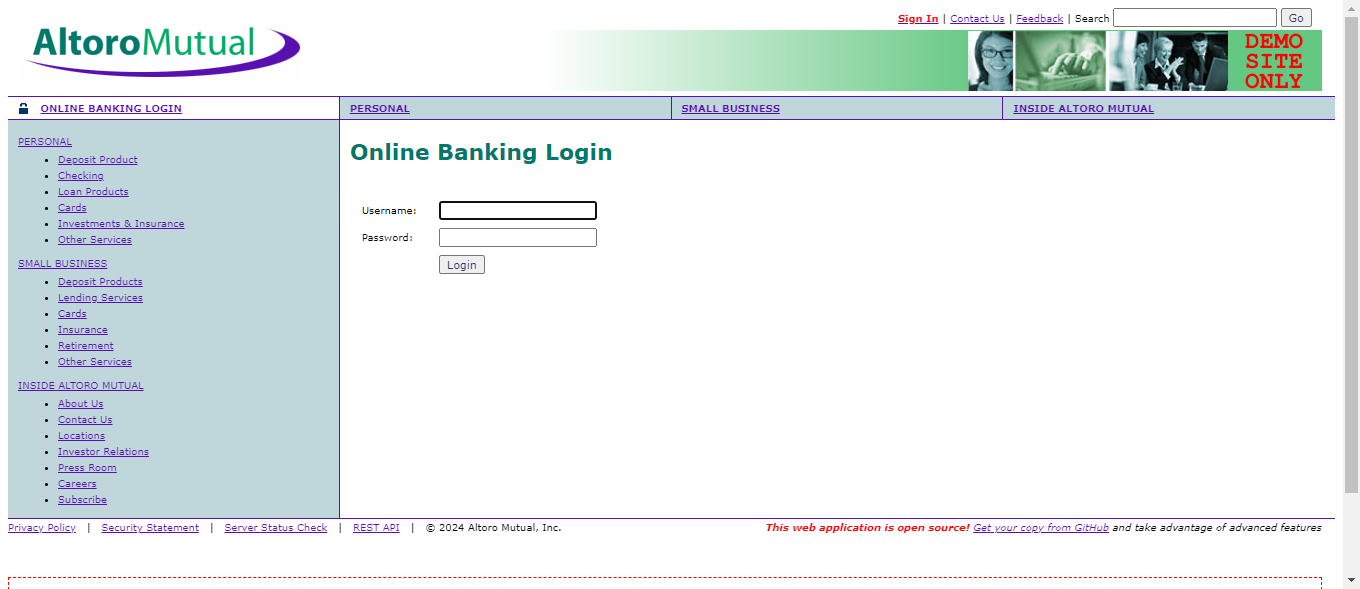 Sign In | Contact Us | Feedback | Search Go
AltoroMutual
DEMO
SITE
ONLY
ONLINE BANKING LOGIN
PERSONAL
SMALL BUSINESS
INSIDE ALTORO MUTUAL
PERSONAL
Deposit Product
Checking
Loan Products
Cards
Investments & Insurance
Other Services
SMALL BUSINESS
Deposit Products
Lending Services
Cards
Insurance
Retirement
Other Services
INSIDE ALTORO MUTUAL
About Us
Contact Us
Locations
Investor Relations
Press Room
Careers
Subscribe
Online Banking Login
Username:
Password:
Login
Privacy Policy | Security Statement | Server Status Check | REST API | © 2024 Altoro Mutual, Inc.
This web application is open source! Get your copy from GitHub and take advantage of advanced features